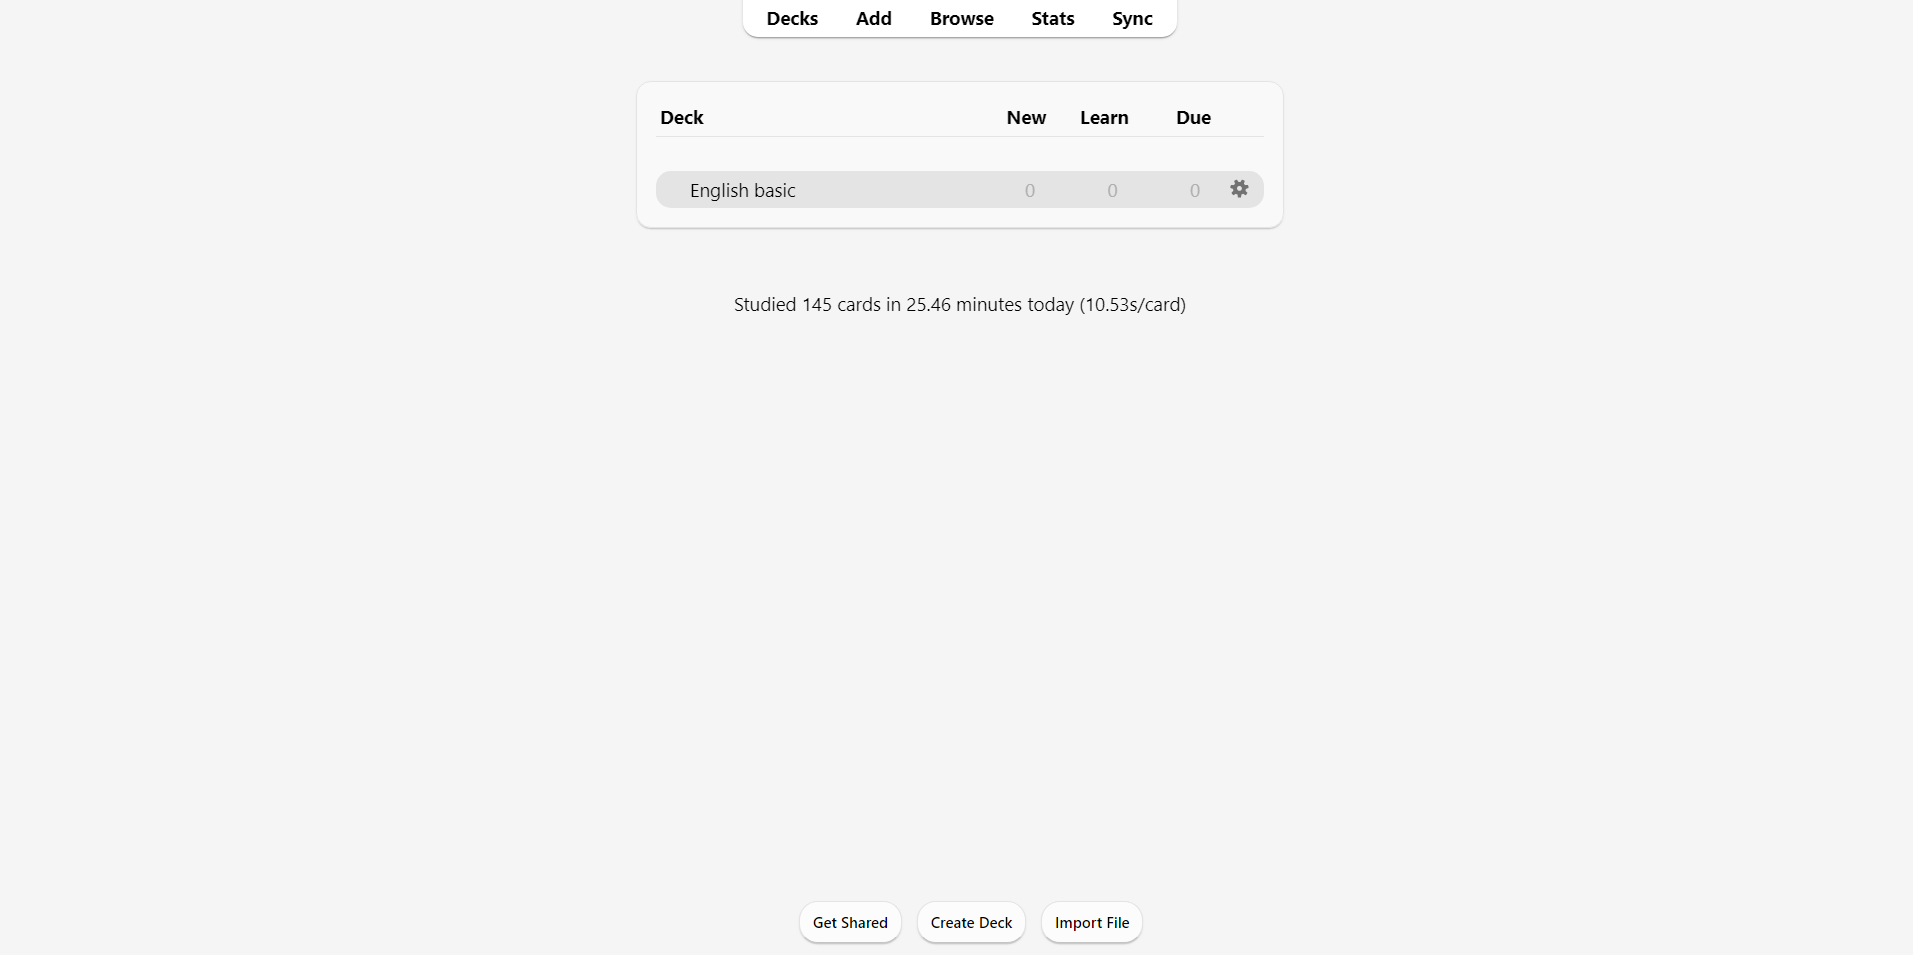 Decks Add Browse Stats Sync
Deck New Learn Due
English basic 0 0 0
Studied 145 cards in 25.46 minutes today (10.53s/card)
Get Shared Create Deck Import File